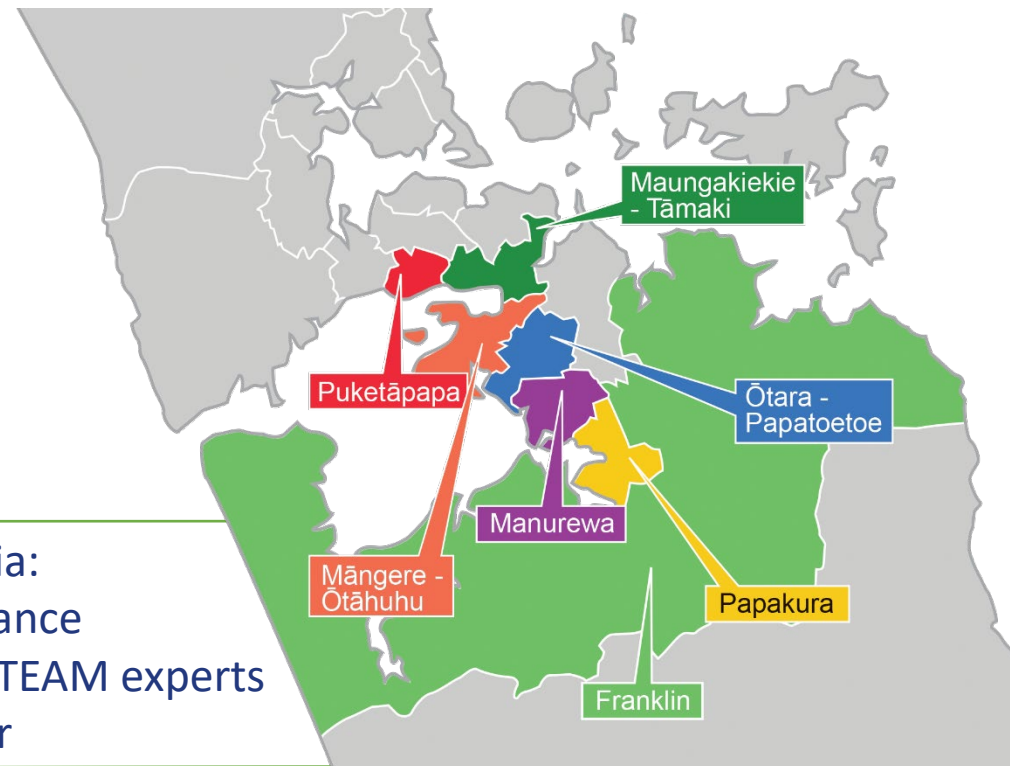 Maungakiekie
- Tāmaki
Puketāpapa
Ōtara -
Papatoetoe
Manurewa
Māngere -
Ōtāhuhu
Papakura
Franklin
ia:
ance
TEAM experts
r